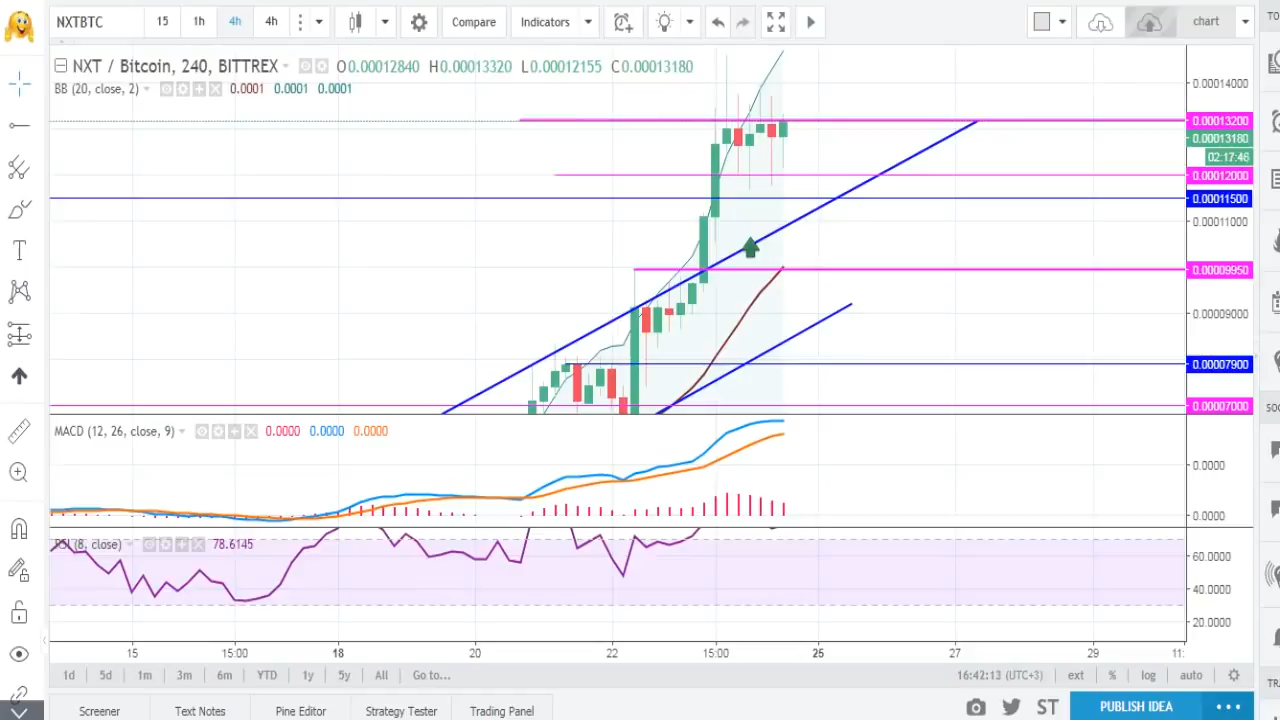 NXTBTC 15 1h 4h 4h Compare Indicators chart
NXT / Bitcoin, 240, BITTREX O0.00012840 H0.00013320 L0.00012155 C0.00013180
BB (20, close, 2) 0.0001 0.0001 0.0001
0.00014000
0.00013200
0.00013180
02:17:46
0.00012000
0.00011500
0.00011000
0.00009950
0.00009000
0.00007900
0.00007000
MACD (12, 26, close, 9) 0.0000 0.0000 0.0000
0.0000
0.0000
RSI (8, close) 78.6145
60.0000
40.0000
20.0000
15 15:00 18 20 22 15:00 25 27 29 11:
1d 5d 1m 3m 6m YTD 1y 5y All Go to... 16:42:13 (UTC+3) ext % log auto
Screener Text Notes Pine Editor Strategy Tester Trading Panel ST PUBLISH IDEA